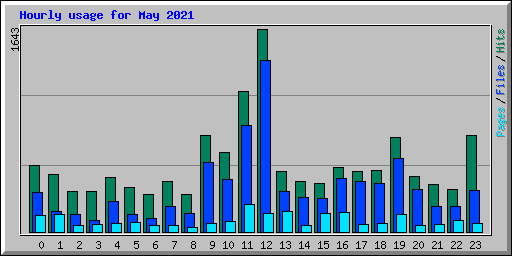 Hourly usage for May 2021
1643
Pages/Files/Hits
0 1 2 3 4 5 6 7 8 9 10 11 12 13 14 15 16 17 18 19 20 21 22 23